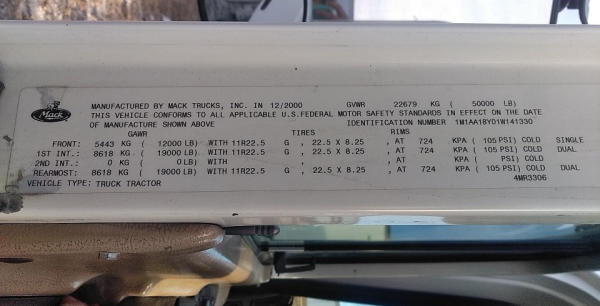 Mack
MANUFACTURED BY MACK TRUCKS, INC. IN 12/2000 GVWR 22679 KG ( 50000 LB)
THIS VEHICLE CONFORMS TO ALL APPLICABLE U.S.FEDERAL MOTOR SAFETY STANDARDS IN EFFECT ON THE DATE
OF MANUFACTURE SHOWN ABOVE IDENTIFICATION NUMBER 1M1AA18YD1W141330
GAWR TIRES RIMS
FRONT: 5443 KG ( 12000 LB) WITH 11R22.5 G , 22.5 X 8.25 , AT 724 KPA ( 105 PSI) COLD SINGLE
1ST INT.: 8618 KG ( 19000 LB) WITH 11R22.5 G , 22.5 X 8.25 , AT 724 KPA ( 105 PSI) COLD DUAL
2ND INT.: 0 KG ( 0 LB) WITH , , AT KPA ( PSI) COLD
REARMOST: 8618 KG ( 19000 LB) WITH 11R22.5 G , 22.5 X 8.25 , AT 724 KPA ( 105 PSI) COLD DUAL
VEHICLE TYPE: TRUCK TRACTOR 4MR3306